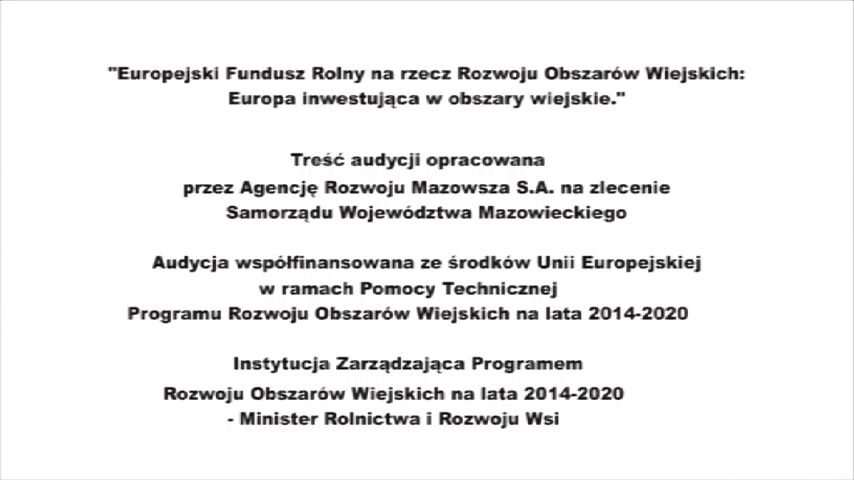 "Europejski Fundusz Rolny na rzecz Rozwoju Obszarów Wiejskich:
Europa inwestująca w obszary wiejskie."
Treść audycji opracowana
przez Agencję Rozwoju Mazowsza S.A. na zlecenie
Samorządu Województwa Mazowieckiego
Audycja współfinansowana ze środków Unii Europejskiej
w ramach Pomocy Technicznej
Programu Rozwoju Obszarów Wiejskich na lata 2014-2020
Instytucja Zarządzająca Programem
Rozwoju Obszarów Wiejskich na lata 2014-2020
- Minister Rolnictwa i Rozwoju Wsi